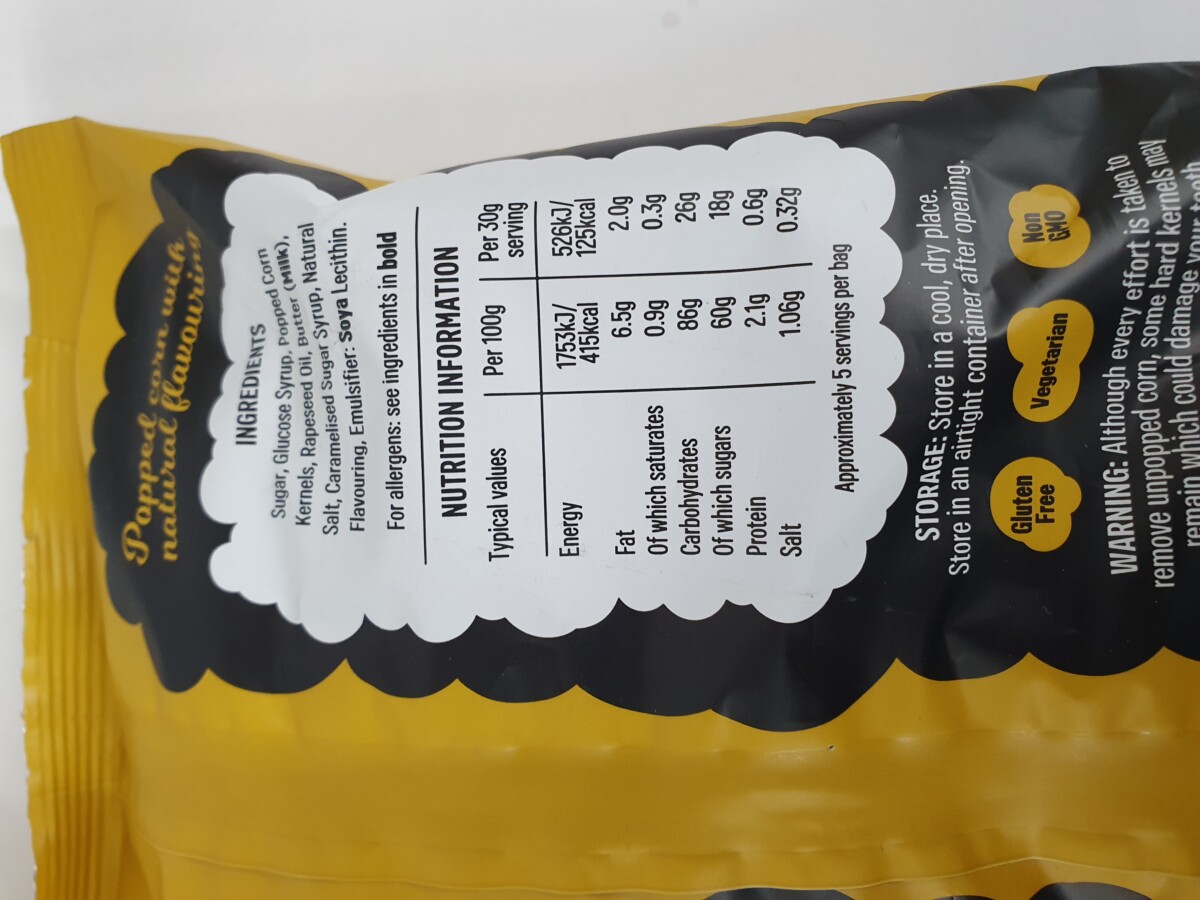 Popped corn with
natural flavouring
INGREDIENTS
Sugar, Glucose Syrup, Popped Corn
Kernels, Rapeseed Oil, Butter (Milk),
Salt, Caramelised Sugar Syrup, Natural
Flavouring, Emulsifier: Soya Lecithin.
For allergens: see ingredients in bold
NUTRITION INFORMATION
Typical values Per 100g Per 30g serving
Energy 1753kJ/ 415kcal 526kJ/ 125kcal
Fat 6.5g 2.0g
Of which saturates 0.9g 0.3g
Carbohydrates 86g 26g
Of which sugars 60g 18g
Protein 2.1g 0.6g
Salt 1.06g 0.32g
Approximately 5 servings per bag
STORAGE: Store in a cool, dry place.
Store in an airtight container after opening.
Gluten Free
Vegetarian
Non GMO
WARNING: Although every effort is taken to
remove unpopped corn, some hard kernels may
remain which could damage your